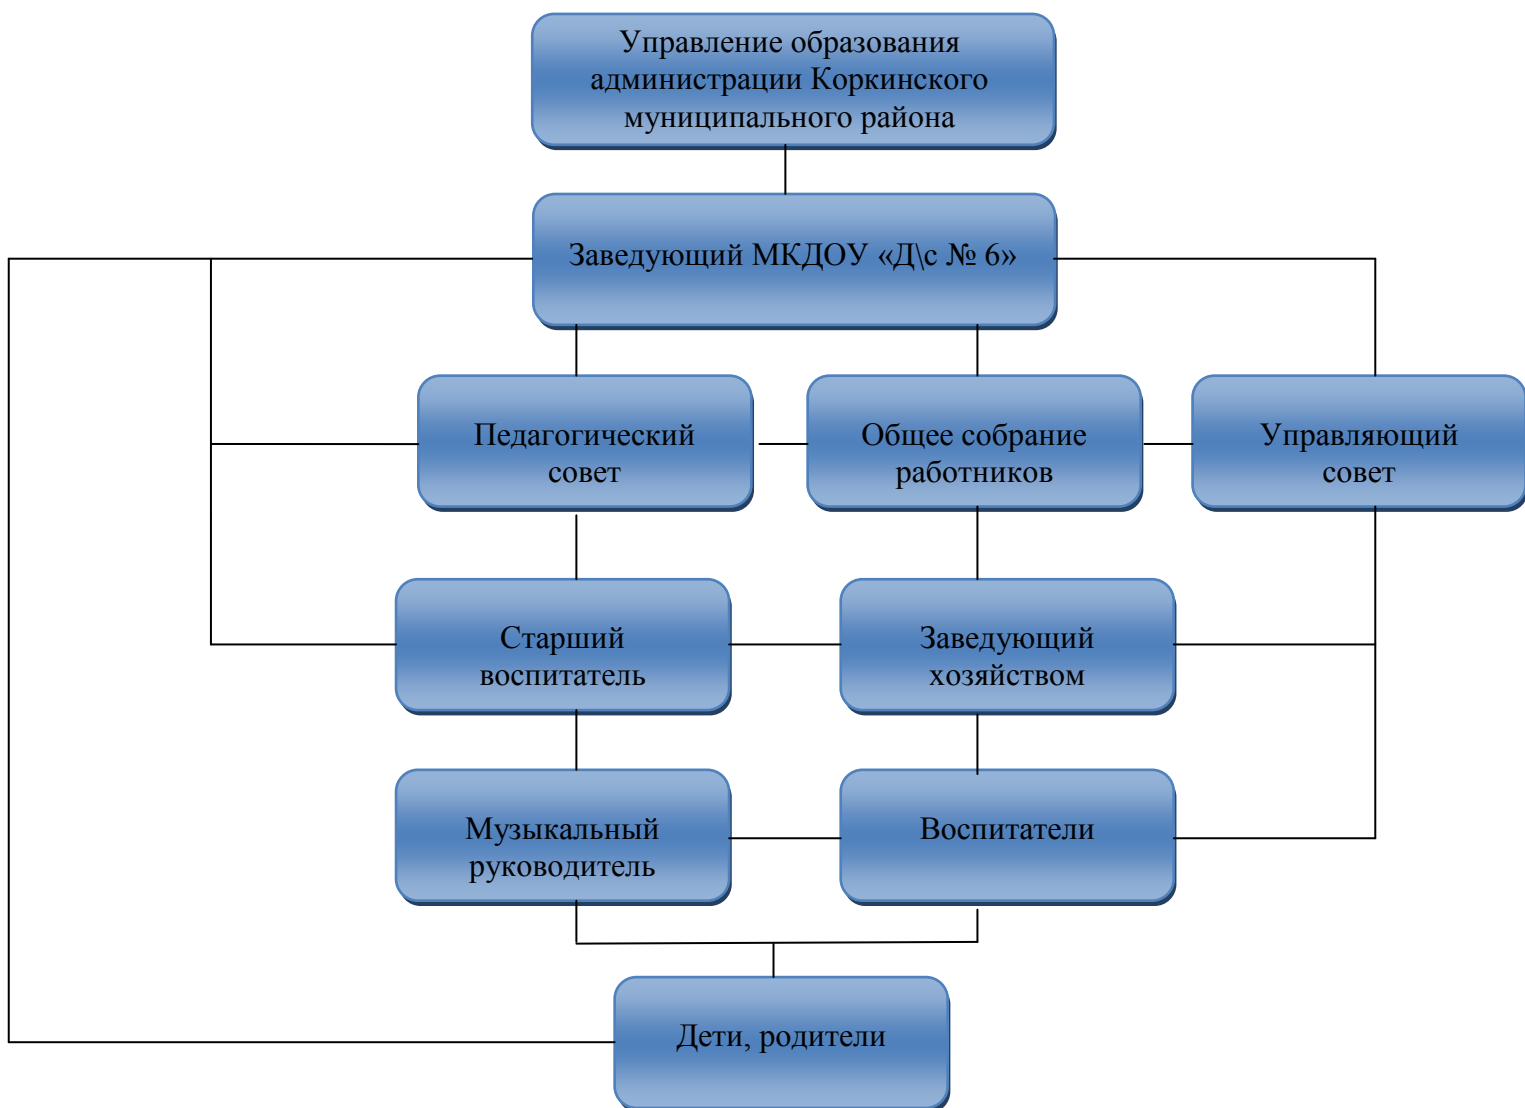 Управление образования
администрации Коркинского
муниципального района
Заведующий МКДОУ «Д\с № 6»
Педагогический
совет
Общее собрание
работников
Управляющий
совет
Старший
воспитатель
Заведующий
хозяйством
Музыкальный
руководитель
Воспитатели
Дети, родители